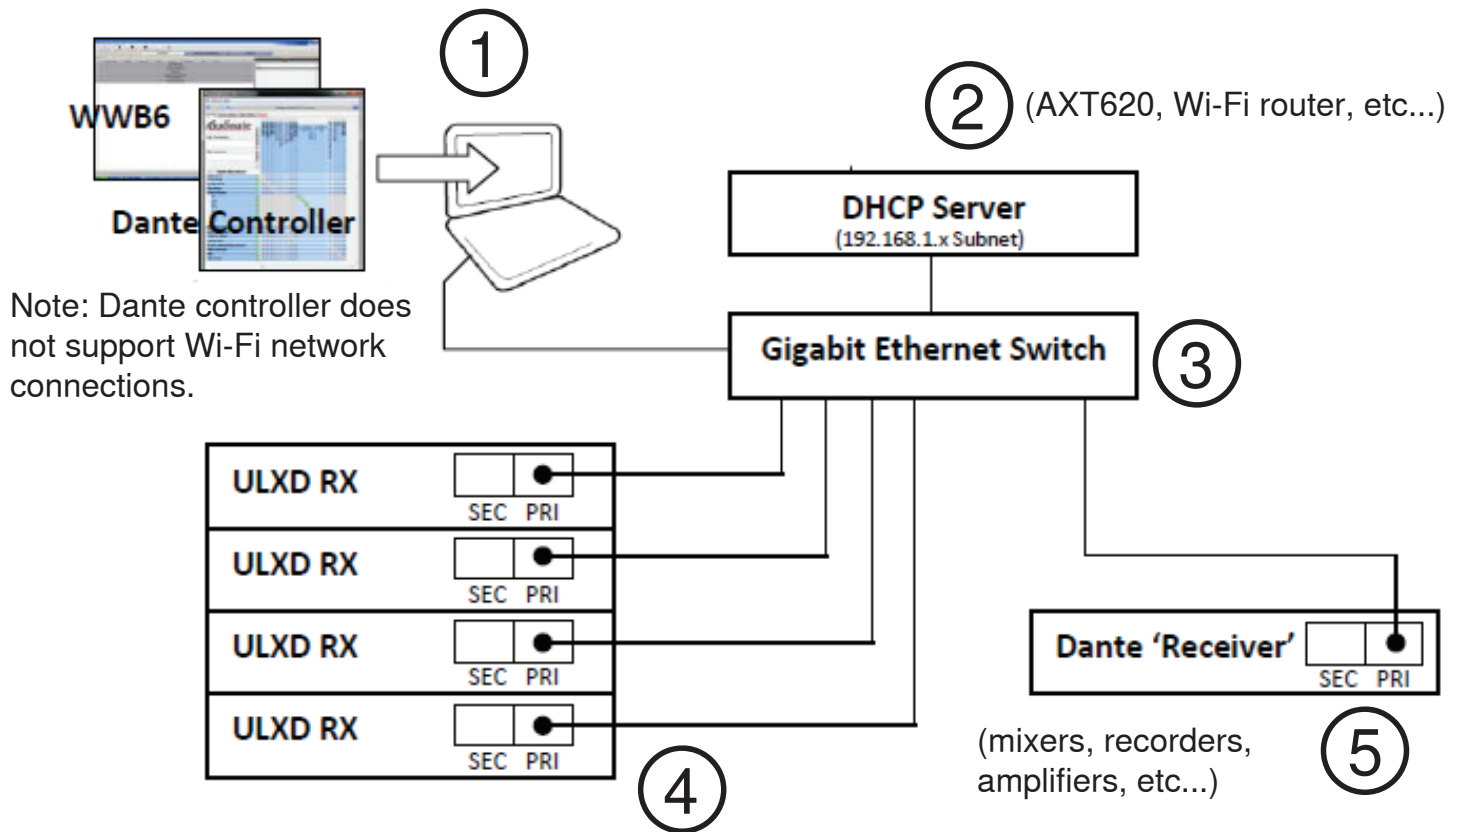 1
WWB6
Audinate
Dante Controller
Note: Dante controller does
not support Wi-Fi network
connections.
2
(AXT620, Wi-Fi router, etc...)
DHCP Server
(192.168.1.x Subnet)
Gigabit Ethernet Switch
3
ULXD RX
SEC PRI
ULXD RX
SEC PRI
ULXD RX
SEC PRI
ULXD RX
SEC PRI
4
Dante ‘Receiver’
SEC PRI
(mixers, recorders,
amplifiers, etc...)
5